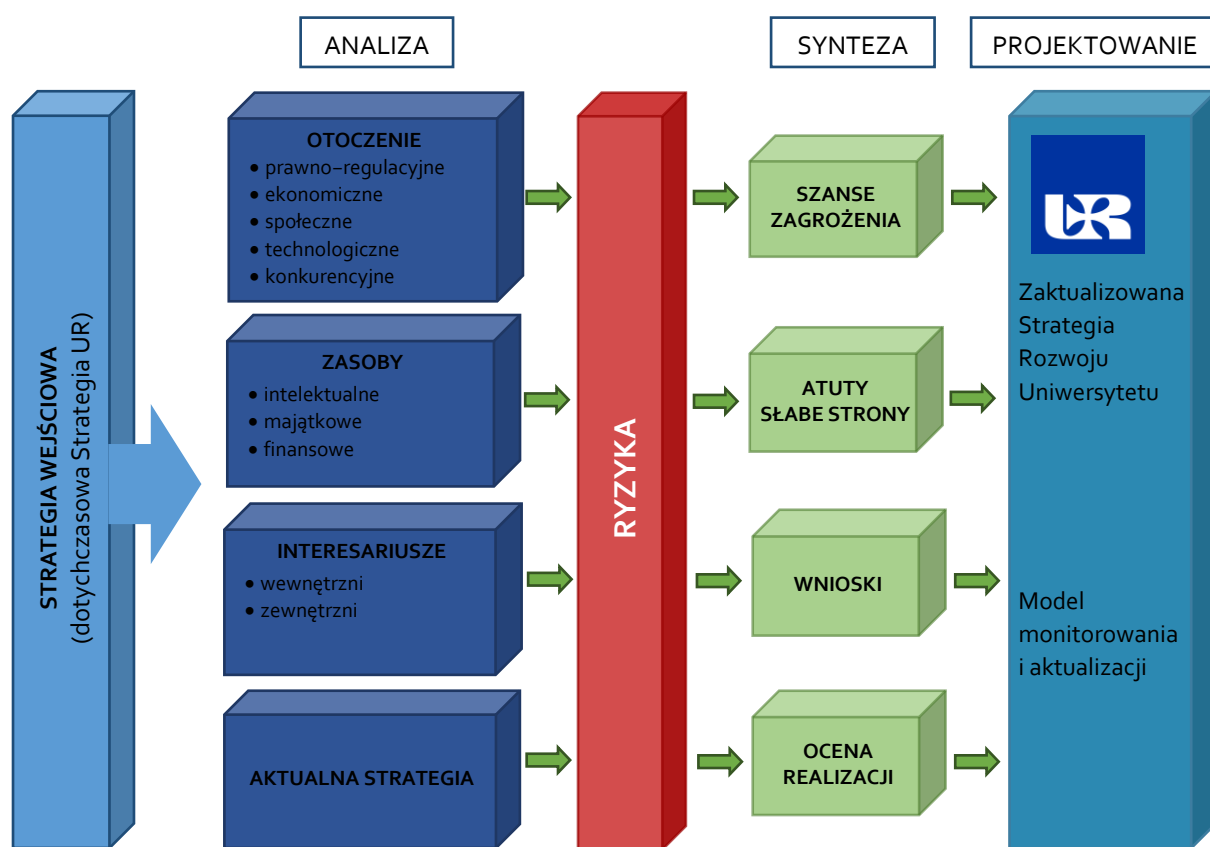 ANALIZA
SYNTEZA
PROJEKTOWANIE
STRATEGIA WEJŚCIOWA
(dotychczasowa Strategia UR)
OTOCZENIE
• prawno–regulacyjne
• ekonomiczne
• społeczne
• technologiczne
• konkurencyjne
ZASOBY
• intelektualne
• majątkowe
• finansowe
INTERESARIUSZE
• wewnętrzni
• zewnętrzni
AKTUALNA STRATEGIA
RYZYKA
SZANSE
ZAGROŻENIA
ATUTY
SŁABE STRONY
WNIOSKI
OCENA
REALIZACJI
UR
Zaktualizowana
Strategia
Rozwoju
Uniwersytetu
Model
monitorowania
i aktualizacji